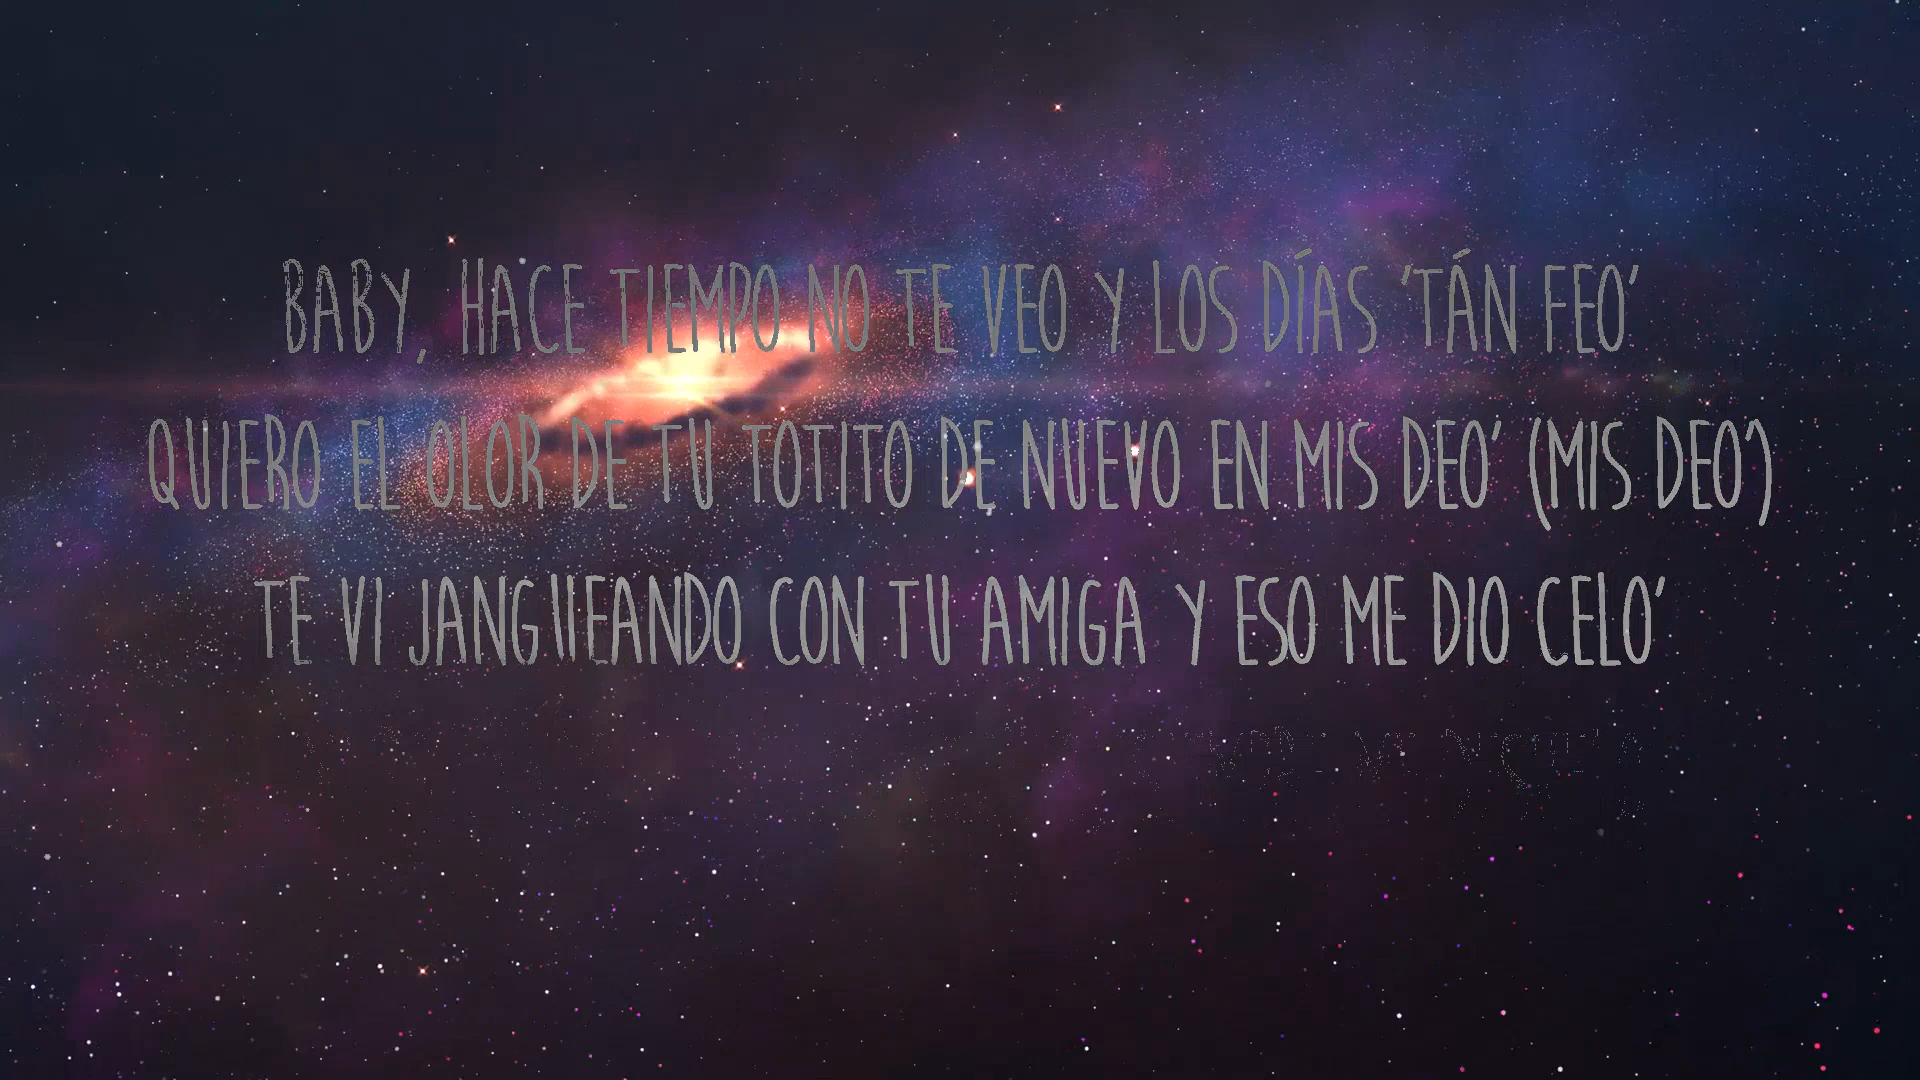 BABY, HACE TIEMPO NO TE VEO Y LOS DÍAS 'TÁN FEO'
QUIERO EL OLOR DE TU TOTITO DE NUEVO EN MIS DEO' (MIS DEO')
TE VI JANGUEANDO CON TU AMIGA Y ESO ME DIO CELO'